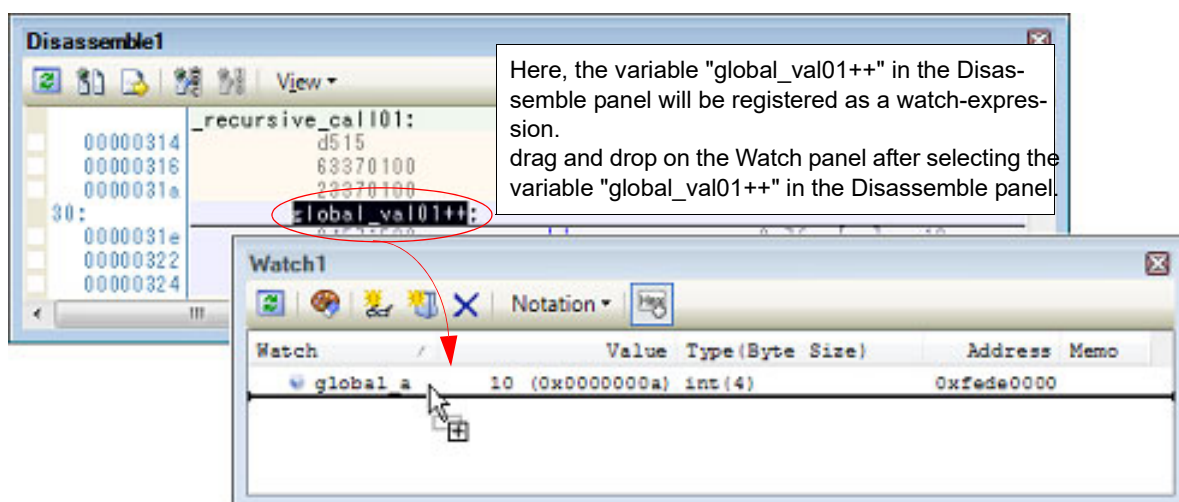 Disassemble1
View
Here, the variable "global_val01++" in the Disas-
semble panel will be registered as a watch-expres-
sion.
drag and drop on the Watch panel after selecting the
variable "global_val01++" in the Disassemble panel.
_recursive_call01:
00000314 d515
00000316 63370100
0000031a 23370100
30: global_val01++;
0000031e
00000322
00000324
Watch1
Notation
Hex
Watch Value Type(Byte Size) Address Memo
global_a 10 (0x0000000a) int(4) 0xfede0000